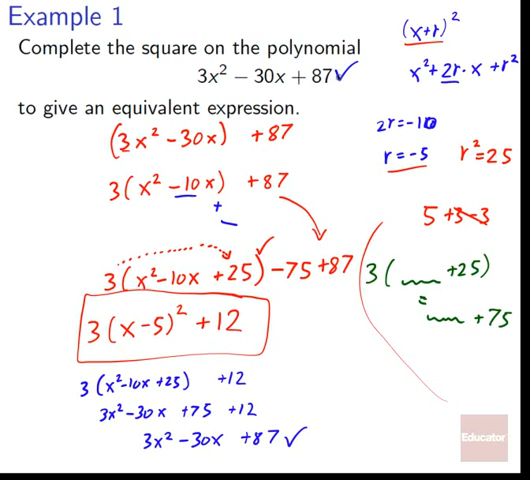 Example 1
Complete the square on the polynomial
3x² − 30x + 87✓
to give an equivalent expression.
(3x² − 30x) + 87
3(x² − 10x) + 87
+
−
3(x² − 10x + 25)✓ − 75 + 87
3(x − 5)² + 12
3(x² − 10x + 25) + 12
3x² − 30x + 75 + 12
3x² − 30x + 87 ✓
(x + r)²
x² + 2r · x + r²
2r = −10
r = −5
r² = 25
5 + 3 − 3
3( + 25)
=
+ 75
Educator